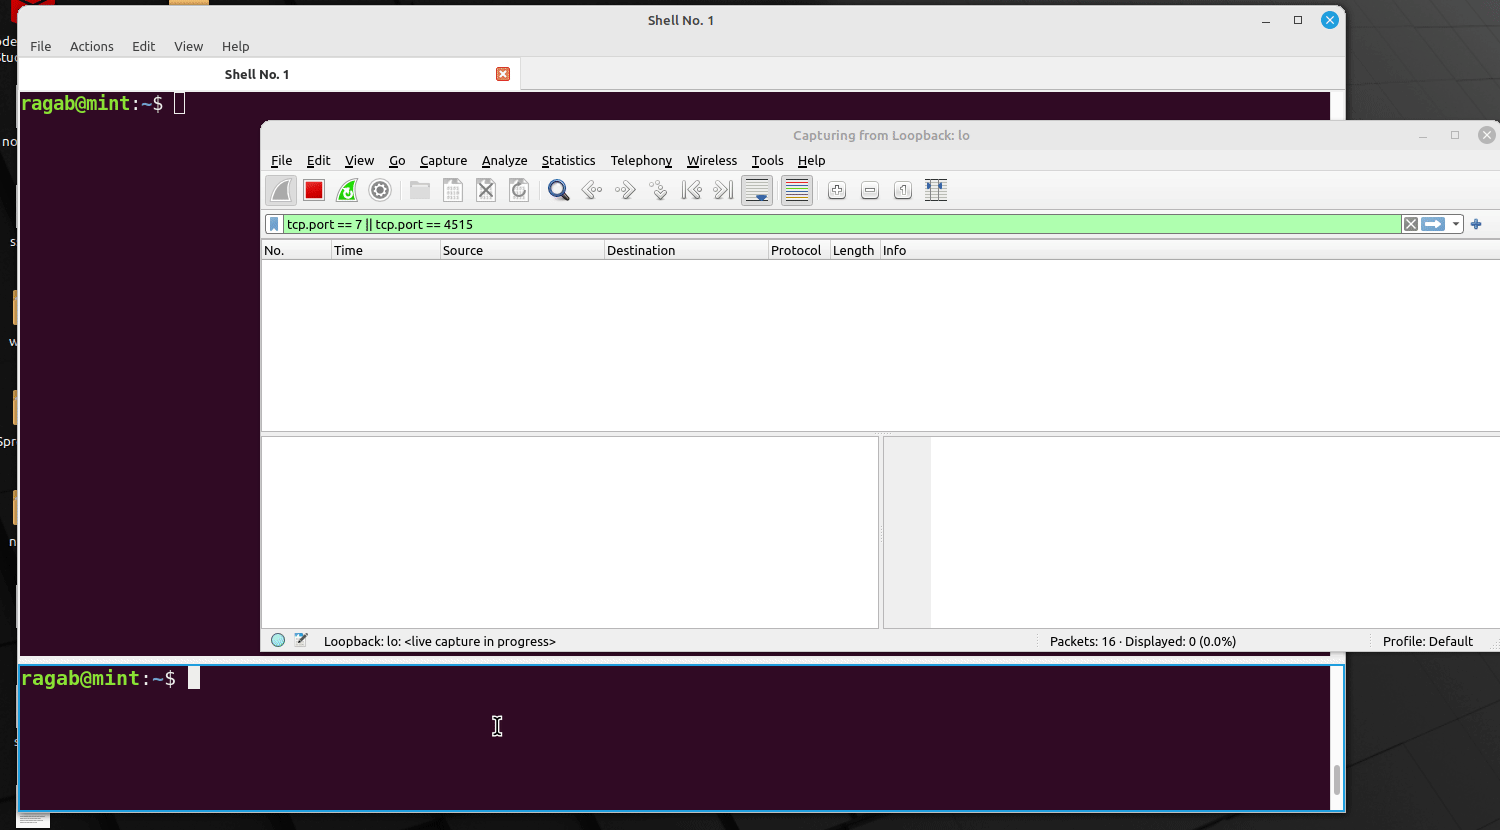 Shell No. 1
File Actions Edit View Help
Shell No. 1
ragab@mint:~$
Capturing from Loopback: lo
File Edit View Go Capture Analyze Statistics Telephony Wireless Tools Help
tcp.port == 7 || tcp.port == 4515
No. Time Source Destination Protocol Length Info
Loopback: lo: <live capture in progress> Packets: 16 · Displayed: 0 (0.0%) Profile: Default
ragab@mint:~$